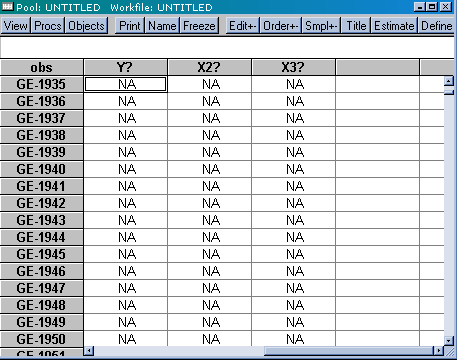 Pool: UNTITLED Workfile: UNTITLED
View Procs Objects Print Name Freeze Edit+- Order+- Smpl+- Title Estimate Define
obs Y? X2? X3?
GE-1935 NA NA NA
GE-1936 NA NA NA
GE-1937 NA NA NA
GE-1938 NA NA NA
GE-1939 NA NA NA
GE-1940 NA NA NA
GE-1941 NA NA NA
GE-1942 NA NA NA
GE-1943 NA NA NA
GE-1944 NA NA NA
GE-1945 NA NA NA
GE-1946 NA NA NA
GE-1947 NA NA NA
GE-1948 NA NA NA
GE-1949 NA NA NA
GE-1950 NA NA NA
GE-1951